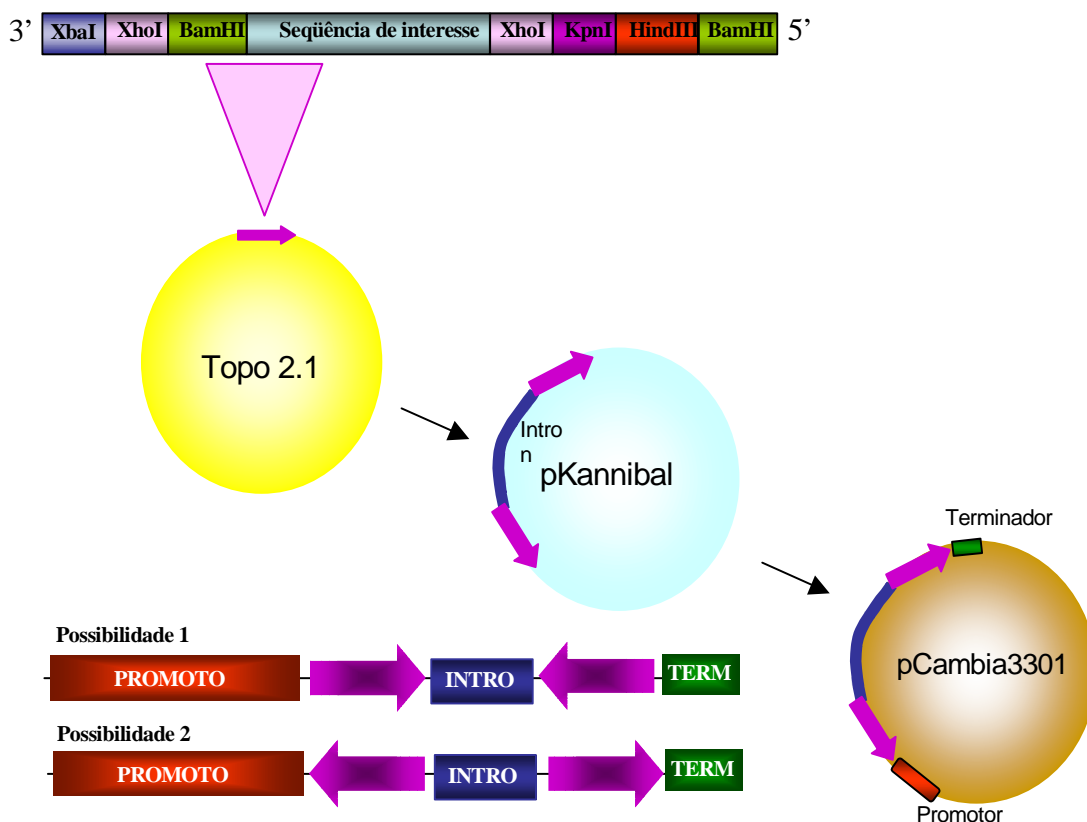 3’ XbaI XhoI BamHI Seqüência de interesse XhoI KpnI HindIII BamHI 5’
Topo 2.1
Intro
n
pKannibal
Terminador
pCambia3301
Promotor
Possibilidade 1
PROMOTO INTRO TERM
Possibilidade 2
PROMOTO INTRO TERM